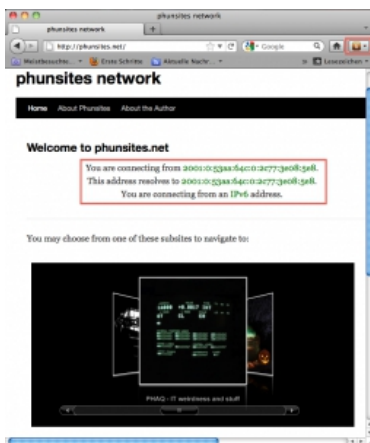 phunsites network
phunsites network
http://phunsites.net/
Google
Meistbesuchte...
Erste Schritte
Aktuelle Nachr...
Lesezeichen
phunsites network
Home About Phunsites About the Author
Welcome to phunsites.net
You are connecting from 2001:0:53aa:64c:0:2c77:3e08:5e8.
This address resolves to 2001:0:53aa:64c:0:2c77:3e08:5e8.
You are connecting from an IPv6 address.
You may choose from one of these subsites to navigate to:
PHAQ - IT weirdness and stuff